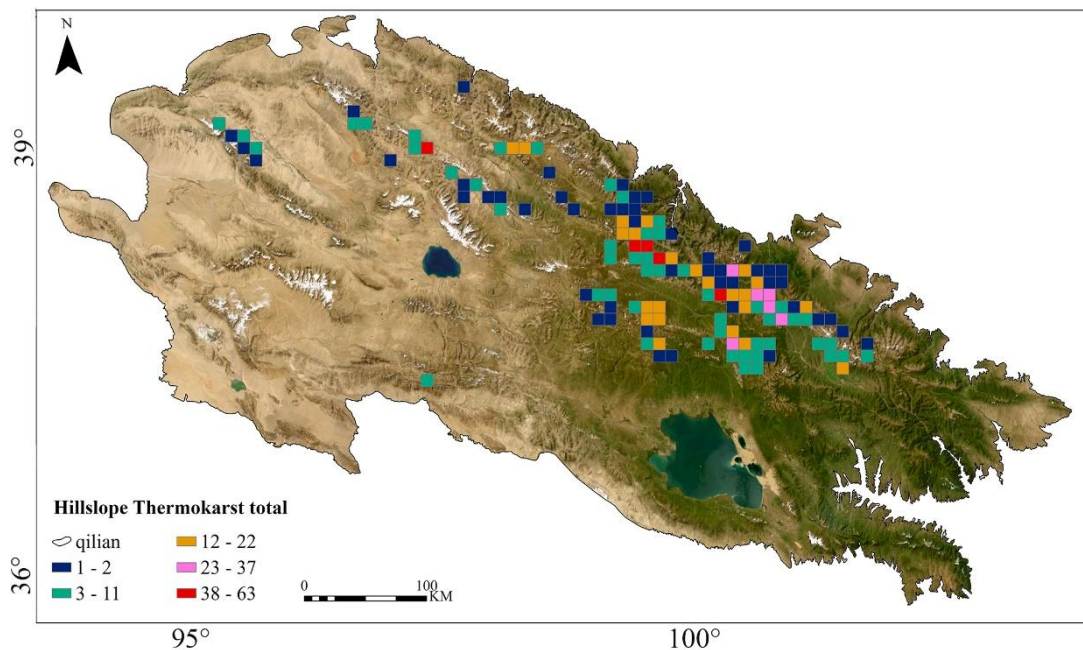 N
39°
36°
Hillslope Thermokarst total
qilian
12 - 22
1 - 2
23 - 37
3 - 11
38 - 63
0 100
KM
95° 100°